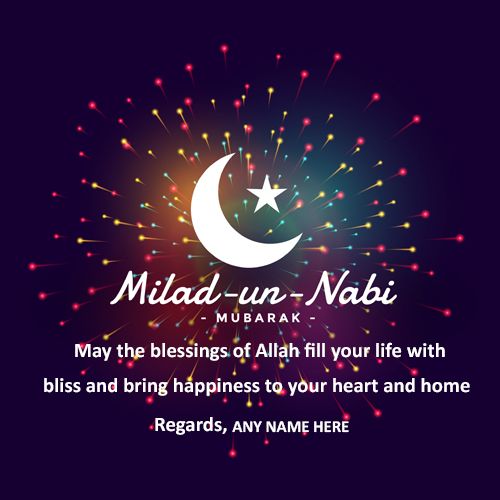 Milad-un-Nabi
- MUBARAK -
May the blessings of Allah fill your life with
bliss and bring happiness to your heart and home
Regards, ANY NAME HERE